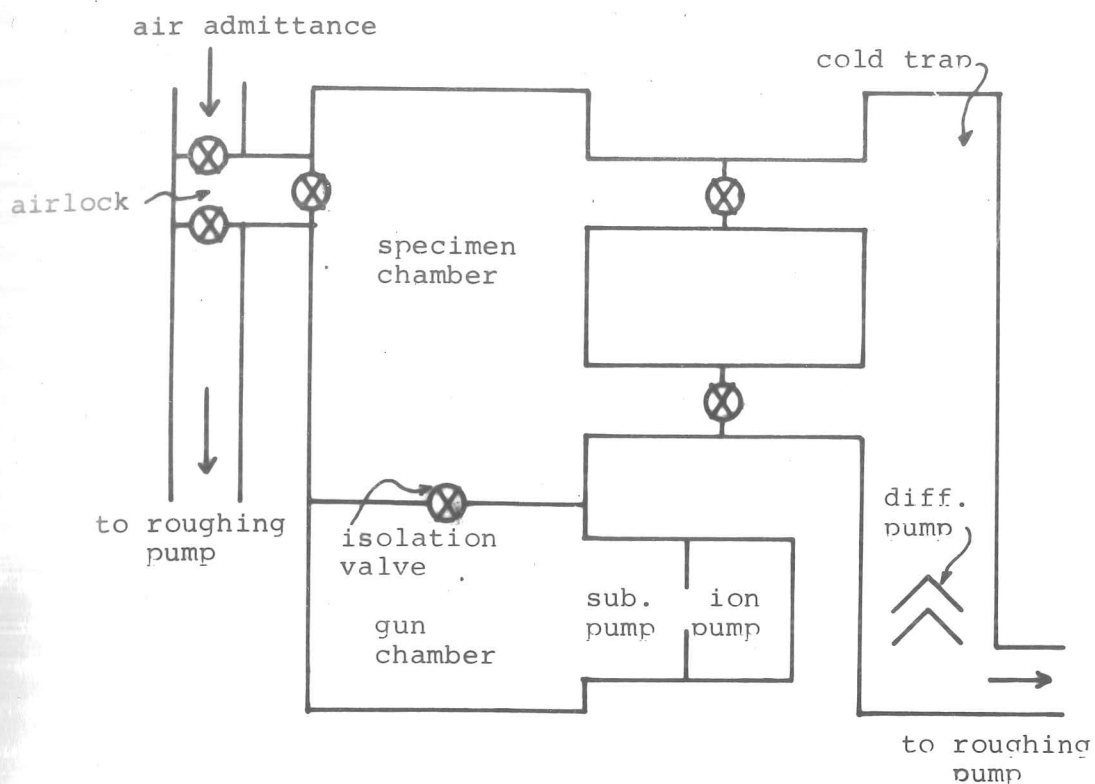 air admittance
cold trap
airlock
specimen
chamber
to roughing
pump
isolation
valve
diff.
pump
sub.
pump
ion
pump
gun
chamber
to roughing
pump